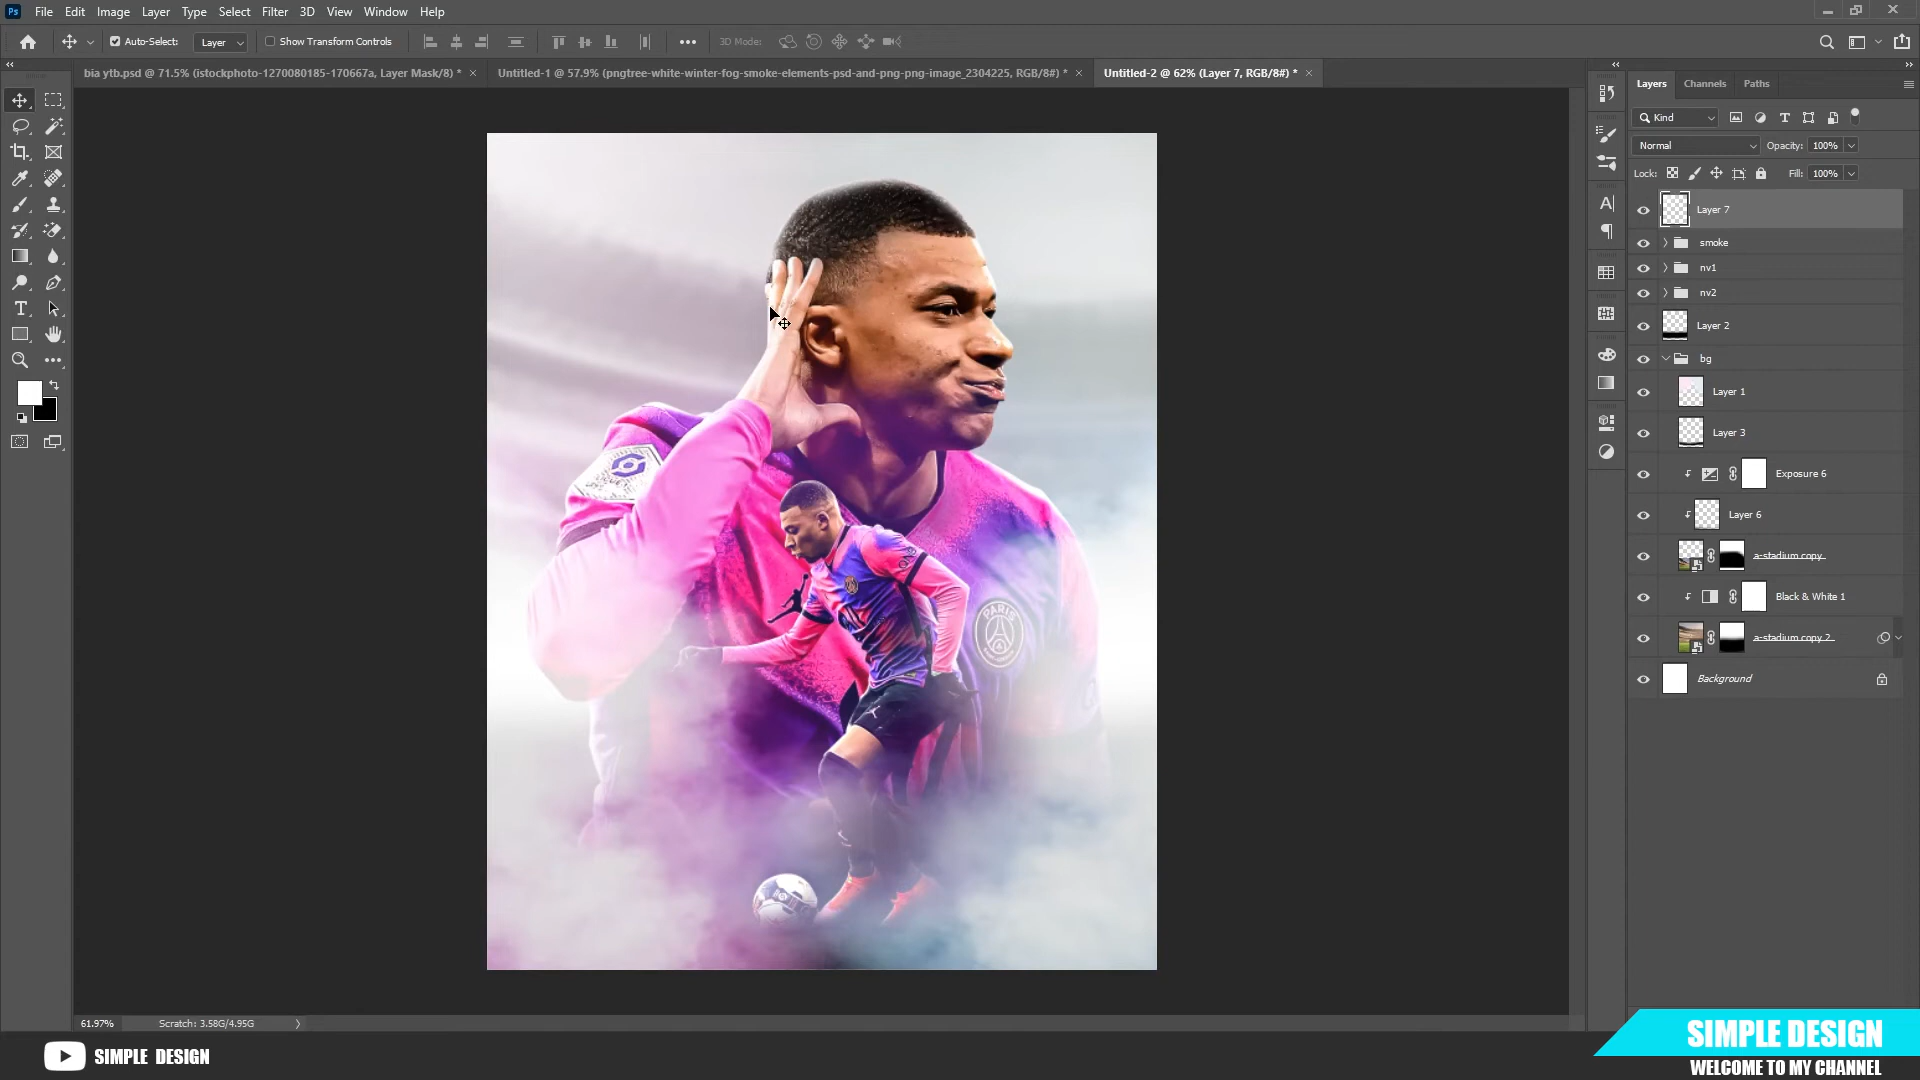 Ps File Edit Image Layer Type Select Filter 3D View Window Help
Auto-Select: Layer Show Transform Controls 3D Mode:
bia ytb.psd @ 71.5% (istockphoto-1270080185-170667a, Layer Mask/8) * Untitled-1 @ 57.9% (pngtree-white-winter-fog-smoke-elements-psd-and-png-png-image_2304225, RGB/8#) * Untitled-2 @ 62% (Layer 7, RGB/8#) *
Layers Channels Paths
Kind
Normal Opacity: 100%
Lock: Fill: 100%
Layer 7
smoke
nv1
nv2
Layer 2
bg
Layer 1
Layer 3
Exposure 6
Layer 6
a-stadium copy
Black & White 1
a-stadium copy 2
Background
PARIS
61.97% Scratch: 3.58G/4.95G
SIMPLE DESIGN
SIMPLE DESIGN
WELCOME TO MY CHANNEL